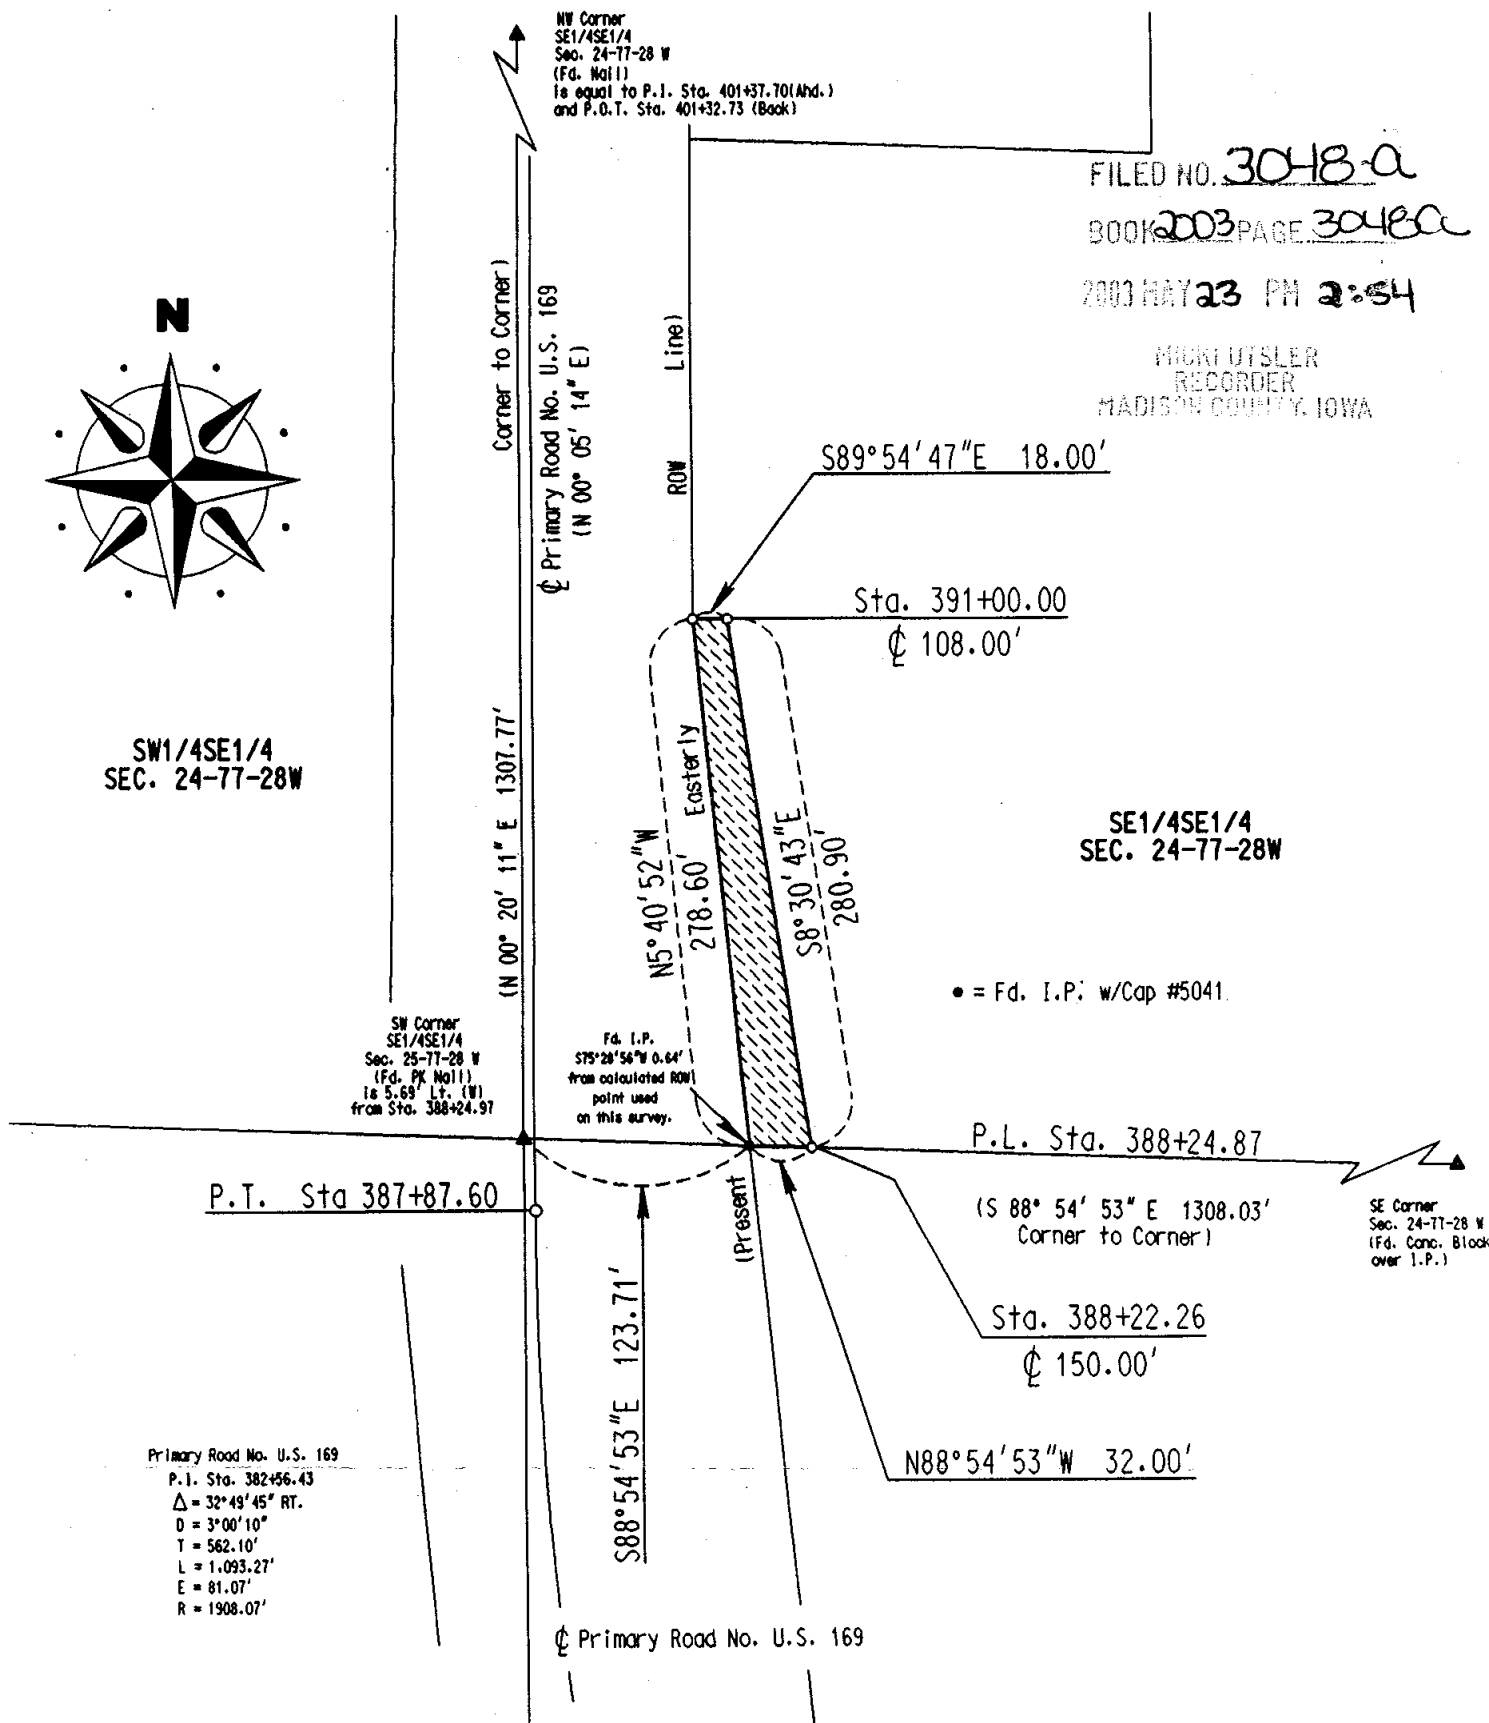 NW Corner
SE1/4SE1/4
Sec. 24-77-28 W
(Fd. Nail)
is equal to P.I. Sta. 401+37.70(Ahd.)
and P.O.T. Sta. 401+32.73 (Back)
FILED NO. 3048-a
BOOK 2003 PAGE 3048a
2003 MAY 23 PM 2:54
MICKI UTSLER
RECORDER
MADISON COUNTY, IOWA
N
Corner to Corner)
℄ Primary Road No. U.S. 169
(N 00° 05' 14" E)
Line)
ROW
S89°54'47"E 18.00'
Sta. 391+00.00
℄ 108.00'
SW1/4SE1/4
SEC. 24-77-28W
(N 00° 20' 11" E 1307.77'
Easterly
N5°40'52"W
278.60'
S8°30'43"E
280.90'
SE1/4SE1/4
SEC. 24-77-28W
• = Fd. I.P. w/Cap #5041
SW Corner
SE1/4SE1/4
Sec. 25-77-28 W
(Fd. PK Nail)
is 5.69' Lt. (W)
from Sta. 388+24.97
Fd. I.P.
S75°28'56"W 0.64'
from calculated ROW
point used
on this survey.
P.L. Sta. 388+24.87
P.T. Sta 387+87.60
(Present
(S 88° 54' 53" E 1308.03'
Corner to Corner)
SE Corner
Sec. 24-77-28 W
(Fd. Conc. Block
over I.P.)
S88°54'53"E 123.71'
Sta. 388+22.26
℄ 150.00'
N88°54'53"W 32.00'
Primary Road No. U.S. 169
P.I. Sta. 382+56.43
Δ = 32°49'45" RT.
D = 3°00'10"
T = 562.10'
L = 1,093.27'
E = 81.07'
R = 1908.07'
℄ Primary Road No. U.S. 169